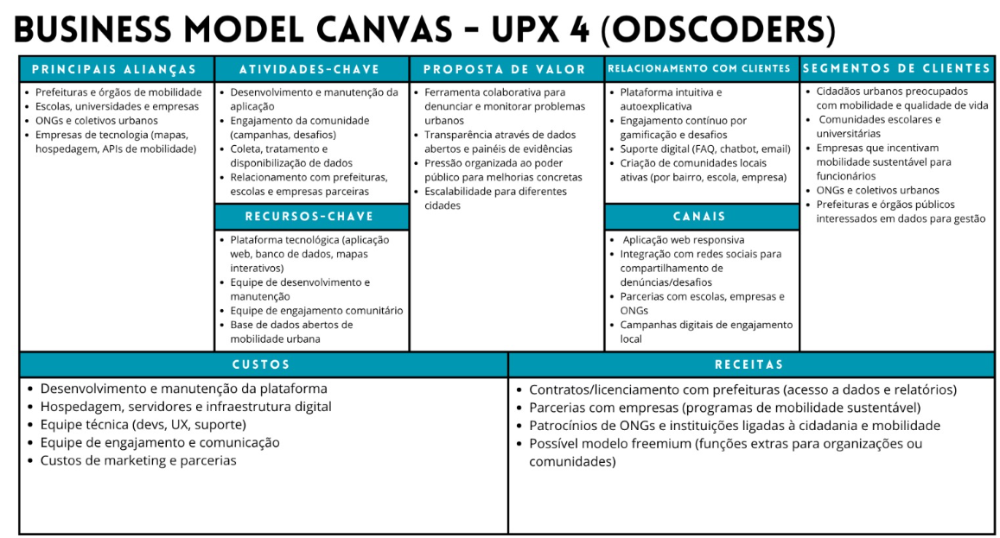 BUSINESS MODEL CANVAS - UPX 4 (ODSCODERS)
PRINCIPAIS ALIANÇAS
• Prefeituras e órgãos de mobilidade
• Escolas, universidades e empresas
• ONGs e coletivos urbanos
• Empresas de tecnologia (mapas,
hospedagem, APIs de mobilidade)
ATIVIDADES-CHAVE
• Desenvolvimento e manutenção da
aplicação
• Engajamento da comunidade
(campanhas, desafios)
• Coleta, tratamento e
disponibilização de dados
• Relacionamento com prefeituras,
escolas e empresas parceiras
RECURSOS-CHAVE
• Plataforma tecnológica (aplicação
web, banco de dados, mapas
interativos)
• Equipe de desenvolvimento e
manutenção
• Equipe de engajamento comunitário
• Base de dados abertos de
mobilidade urbana
PROPOSTA DE VALOR
• Ferramenta colaborativa para
denunciar e monitorar problemas
urbanos
• Transparência através de dados
abertos e painéis de evidências
• Pressão organizada ao poder
público para melhorias concretas
• Escalabilidade para diferentes
cidades
RELACIONAMENTO COM CLIENTES
• Plataforma intuitiva e
autoexplicativa
• Engajamento contínuo por
gamificação e desafios
• Suporte digital (FAQ, chatbot, email)
• Criação de comunidades locais
ativas (por bairro, escola, empresa)
CANAIS
• Aplicação web responsiva
• Integração com redes sociais para
compartilhamento de
denúncias/desafios
• Parcerias com escolas, empresas e
ONGs
• Campanhas digitais de engajamento
local
SEGMENTOS DE CLIENTES
• Cidadãos urbanos preocupados
com mobilidade e qualidade de vida
• Comunidades escolares e
universitárias
• Empresas que incentivam
mobilidade sustentável para
funcionários
• ONGs e coletivos urbanos
• Prefeituras e órgãos públicos
interessados em dados para gestão
CUSTOS
• Desenvolvimento e manutenção da plataforma
• Hospedagem, servidores e infraestrutura digital
• Equipe técnica (devs, UX, suporte)
• Equipe de engajamento e comunicação
• Custos de marketing e parcerias
RECEITAS
• Contratos/licenciamento com prefeituras (acesso a dados e relatórios)
• Parcerias com empresas (programas de mobilidade sustentável)
• Patrocínios de ONGs e instituições ligadas à cidadania e mobilidade
• Possível modelo freemium (funções extras para organizações ou
comunidades)